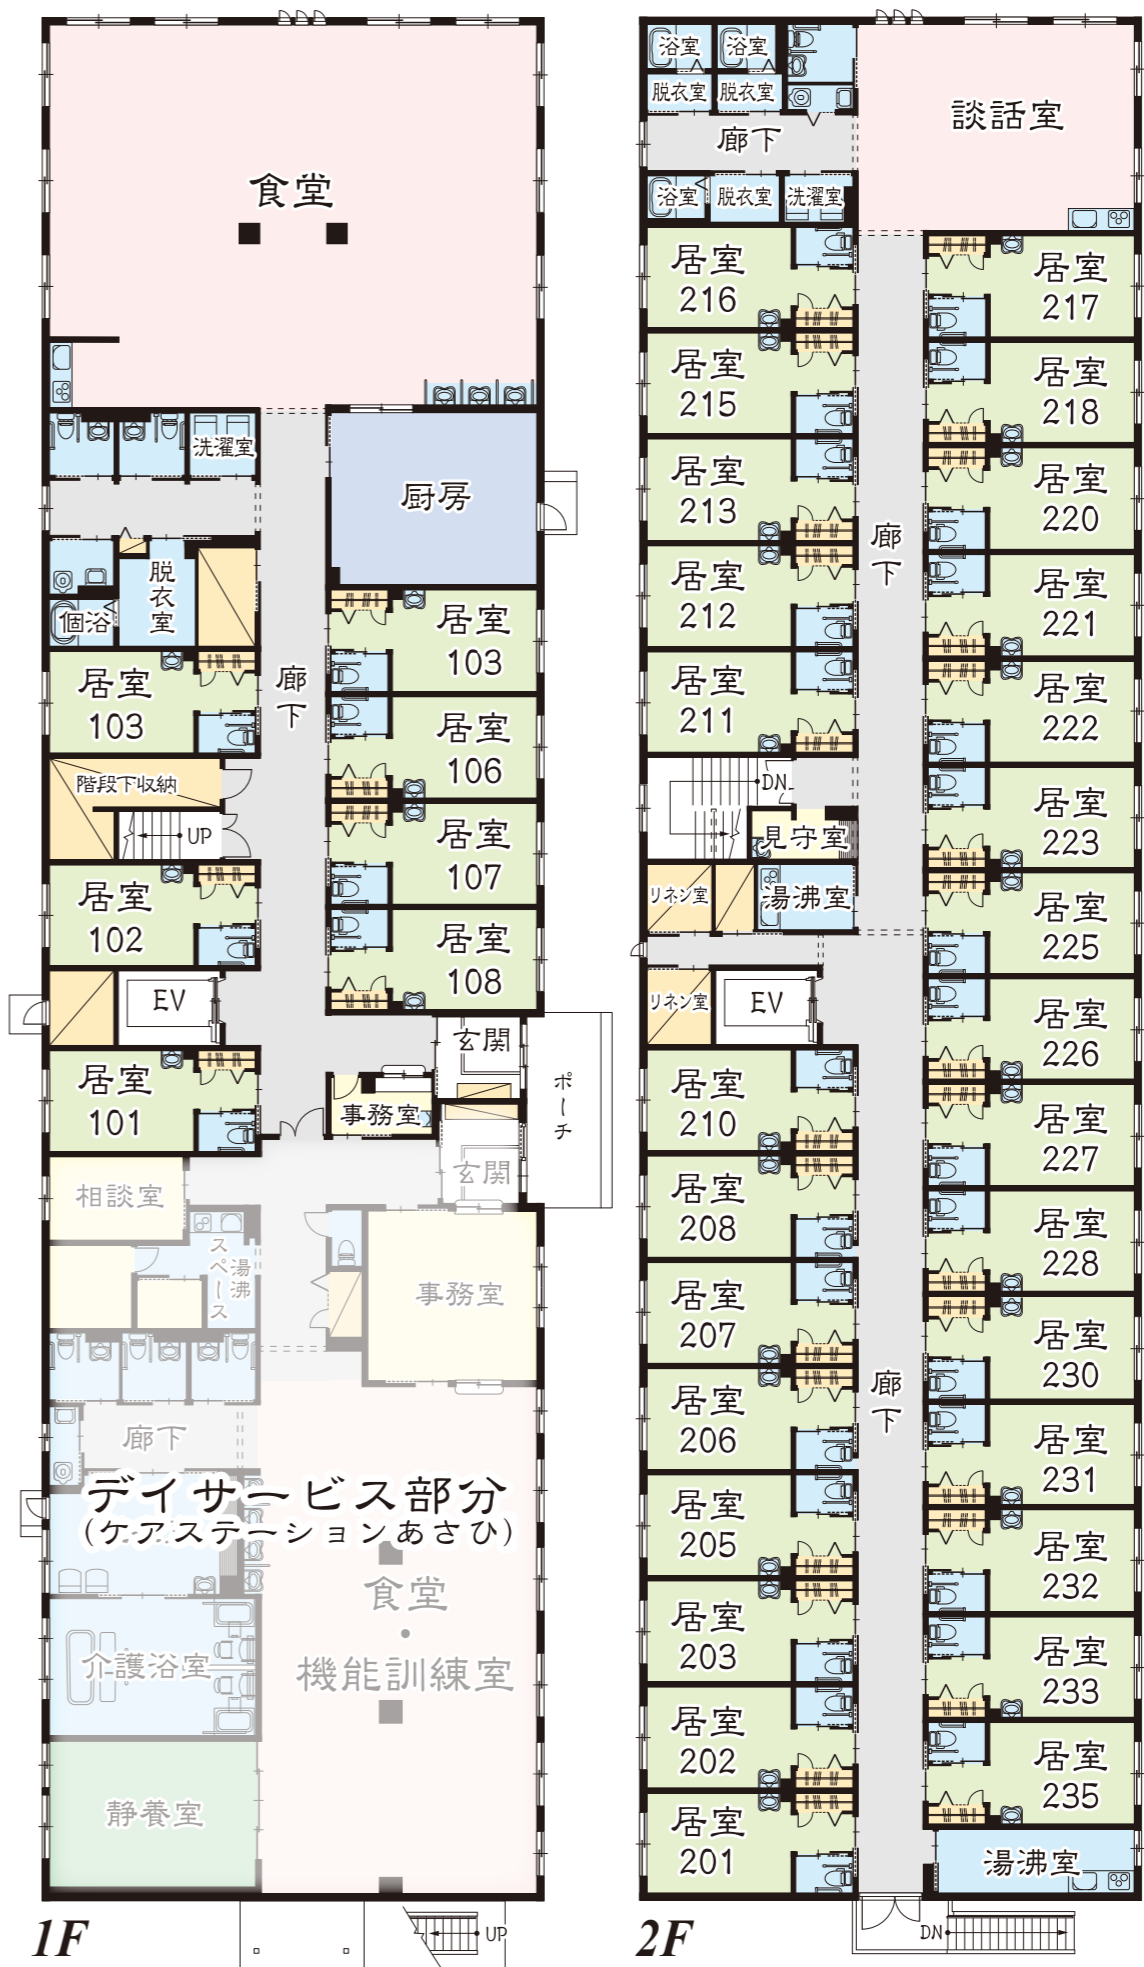 食堂
洗濯室
厨房
脱衣室
個浴
居室
103
廊下
居室
103
居室
106
階段下収納
UP
居室
107
居室
102
居室
108
EV
玄関
居室
101
事務室
ポーチ
相談室
玄関
湯沸
スペース
事務室
廊下
デイサービス部分
(ケアステーションあさひ)
食堂
・
機能訓練室
介護浴室
静養室
UP
1F
浴室
浴室
脱衣室
脱衣室
談話室
廊下
浴室
脱衣室
洗濯室
居室
216
居室
217
居室
215
居室
218
居室
213
居室
220
廊下
居室
212
居室
221
居室
211
居室
222
DN
見守室
居室
223
リネン室
湯沸室
居室
225
リネン室
EV
居室
226
居室
210
居室
227
居室
208
居室
228
居室
207
居室
230
廊下
居室
206
居室
231
居室
205
居室
232
居室
203
居室
233
居室
202
居室
235
居室
201
湯沸室
DN
2F